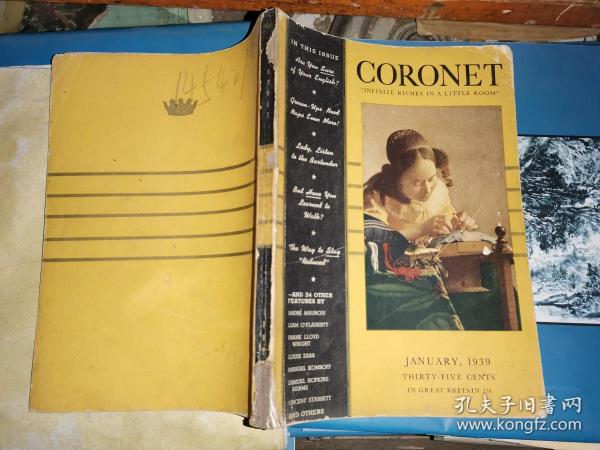 14542
IN THIS ISSUE
Are You Sure
of Your English?
Grown-Ups Need
Naps Even More!
Lady, Listen
to the Bartender
But Have You
Learned to
Walk?
The Way to Stay
"Reduced"
—AND 34 OTHER
FEATURES BY
ANDRÉ MAUROIS
LIAM O'FLAHERTY
FRANK LLOYD
WRIGHT
LOUIS ZARA
MANUEL KOMROFF
SAMUEL HOPKINS
ADAMS
VINCENT STARRETT
AND OTHERS
CORONET
"INFINITE RICHES IN A LITTLE ROOM"
JANUARY, 1939
THIRTY-FIVE CENTS
IN GREAT BRITAIN 2/6
孔夫子旧书网
www.kongfz.com